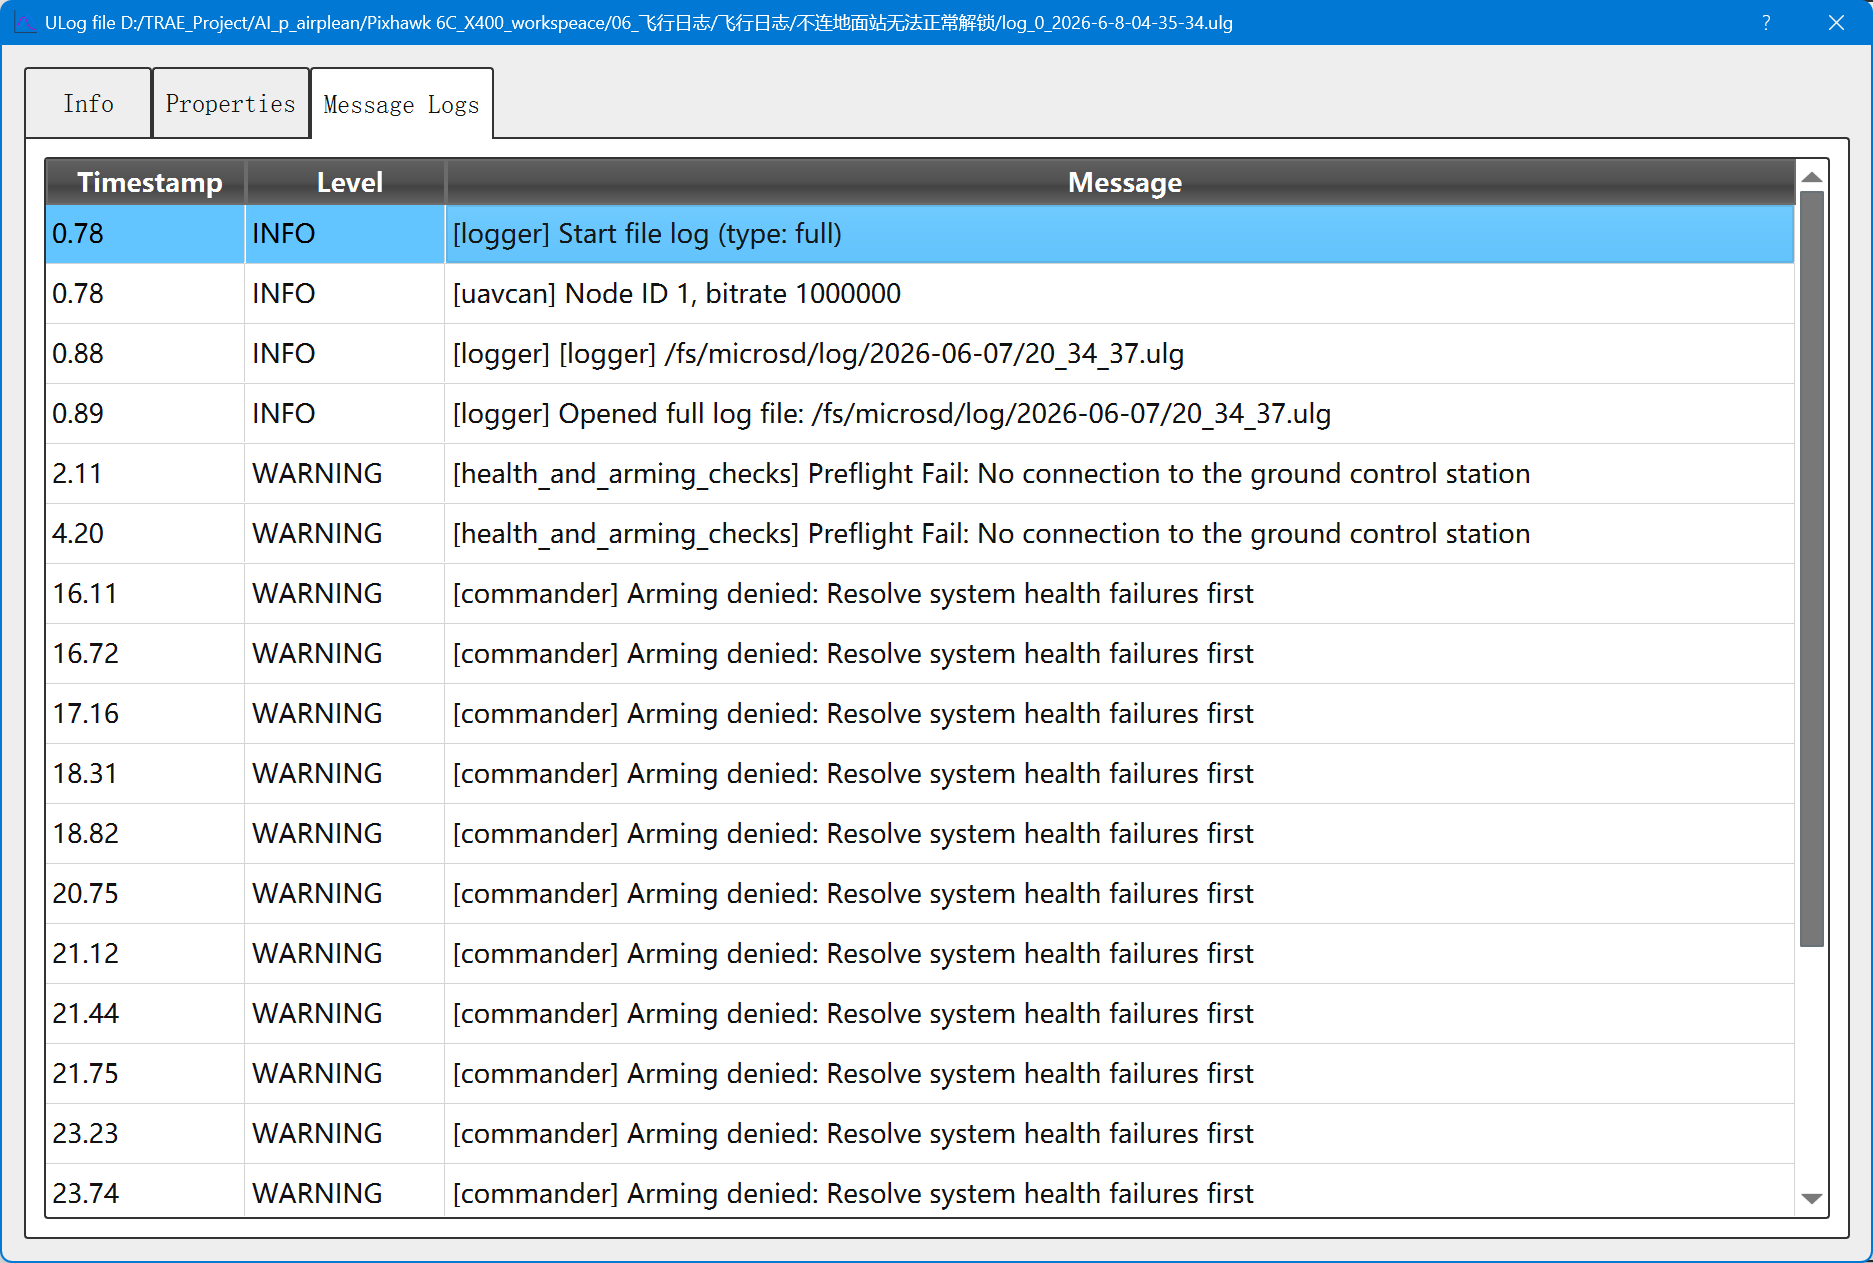 ULog file D:/TRAE_Project/AI_p_airplean/Pixhawk 6C_X400_workspeace/06_飞行日志/飞行日志/不连地面站无法正常解锁/log_0_2026-6-8-04-35-34.ulg ?
Info Properties Message Logs
Timestamp Level Message
0.78 INFO [logger] Start file log (type: full)
0.78 INFO [uavcan] Node ID 1, bitrate 1000000
0.88 INFO [logger] [logger] /fs/microsd/log/2026-06-07/20_34_37.ulg
0.89 INFO [logger] Opened full log file: /fs/microsd/log/2026-06-07/20_34_37.ulg
2.11 WARNING [health_and_arming_checks] Preflight Fail: No connection to the ground control station
4.20 WARNING [health_and_arming_checks] Preflight Fail: No connection to the ground control station
16.11 WARNING [commander] Arming denied: Resolve system health failures first
16.72 WARNING [commander] Arming denied: Resolve system health failures first
17.16 WARNING [commander] Arming denied: Resolve system health failures first
18.31 WARNING [commander] Arming denied: Resolve system health failures first
18.82 WARNING [commander] Arming denied: Resolve system health failures first
20.75 WARNING [commander] Arming denied: Resolve system health failures first
21.12 WARNING [commander] Arming denied: Resolve system health failures first
21.44 WARNING [commander] Arming denied: Resolve system health failures first
21.75 WARNING [commander] Arming denied: Resolve system health failures first
23.23 WARNING [commander] Arming denied: Resolve system health failures first
23.74 WARNING [commander] Arming denied: Resolve system health failures first